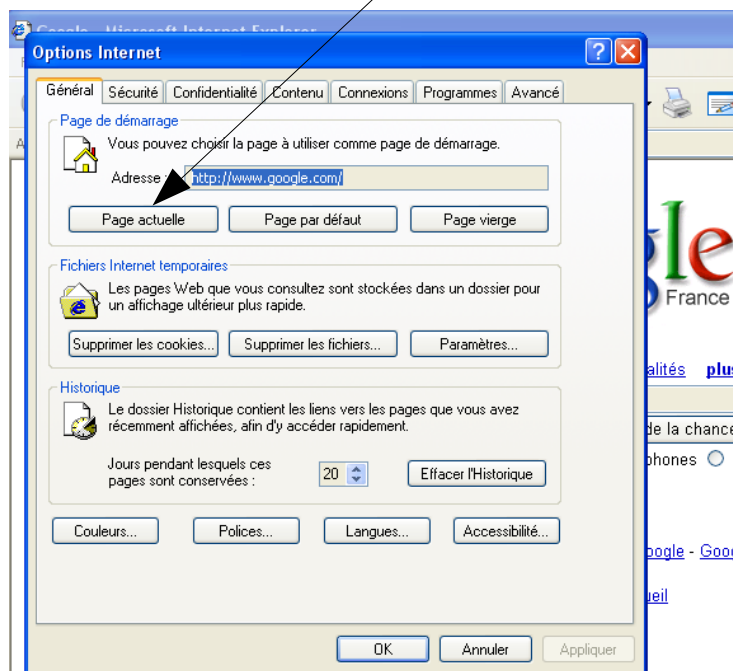 Google - Microsoft Internet Explorer
Options Internet
Général Sécurité Confidentialité Contenu Connexions Programmes Avancé
Page de démarrage
Vous pouvez choisir la page à utiliser comme page de démarrage.
Adresse : http://www.google.com/
Page actuelle Page par défaut Page vierge
gle
France
Fichiers Internet temporaires
Les pages Web que vous consultez sont stockées dans un dossier pour
un affichage ultérieur plus rapide.
Supprimer les cookies... Supprimer les fichiers... Paramètres...
alités plus
Historique
Le dossier Historique contient les liens vers les pages que vous avez
récemment affichées, afin d'y accéder rapidement.
de la chance
phones
Jours pendant lesquels ces
pages sont conservées :
20 Effacer l'Historique
Couleurs... Polices... Langues... Accessibilité...
oogle - Goo
ueil
OK Annuler Appliquer